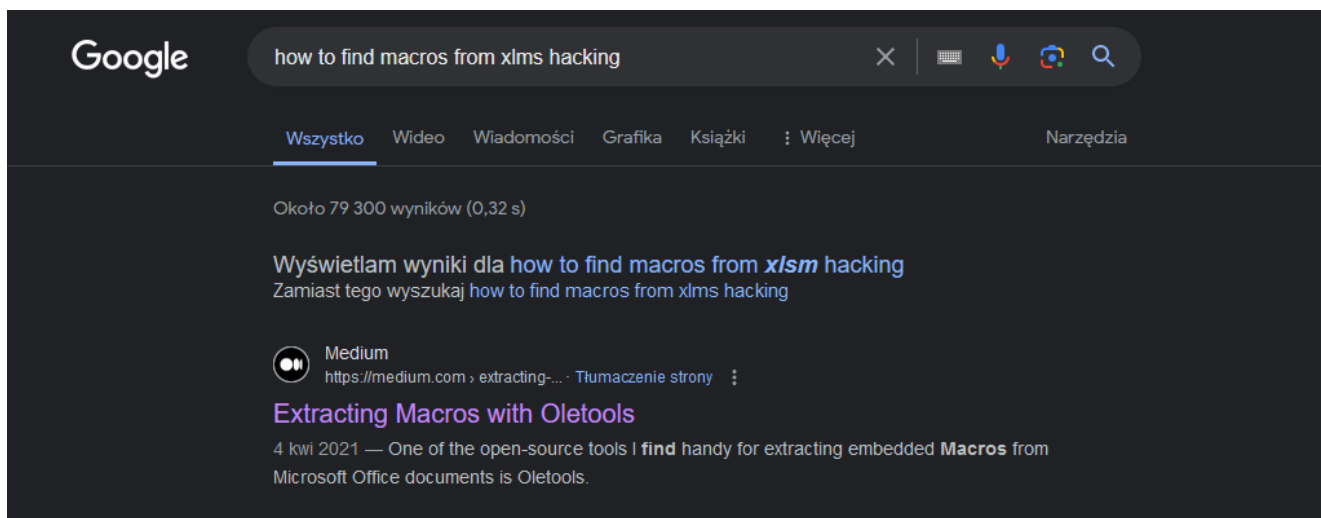 Google
how to find macros from xlms hacking
Wszystko Wideo Wiadomości Grafika Książki Więcej Narzędzia
Około 79 300 wyników (0,32 s)
Wyświetlam wyniki dla how to find macros from xlsm hacking
Zamiast tego wyszukaj how to find macros from xlms hacking
Medium
https://medium.com › extracting-... · Tłumaczenie strony
Extracting Macros with Oletools
4 kwi 2021 — One of the open-source tools I find handy for extracting embedded Macros from
Microsoft Office documents is Oletools.